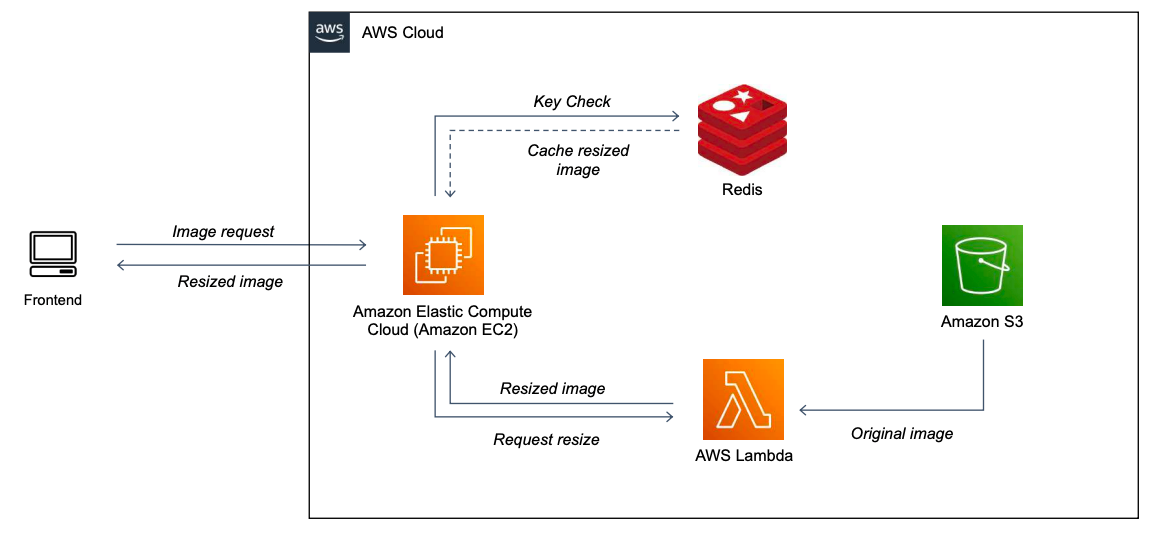 aws
AWS Cloud
Key Check
Cache resized
image
Redis
Image request
Resized image
Frontend
Amazon Elastic Compute
Cloud (Amazon EC2)
Amazon S3
Resized image
Request resize
Original image
AWS Lambda